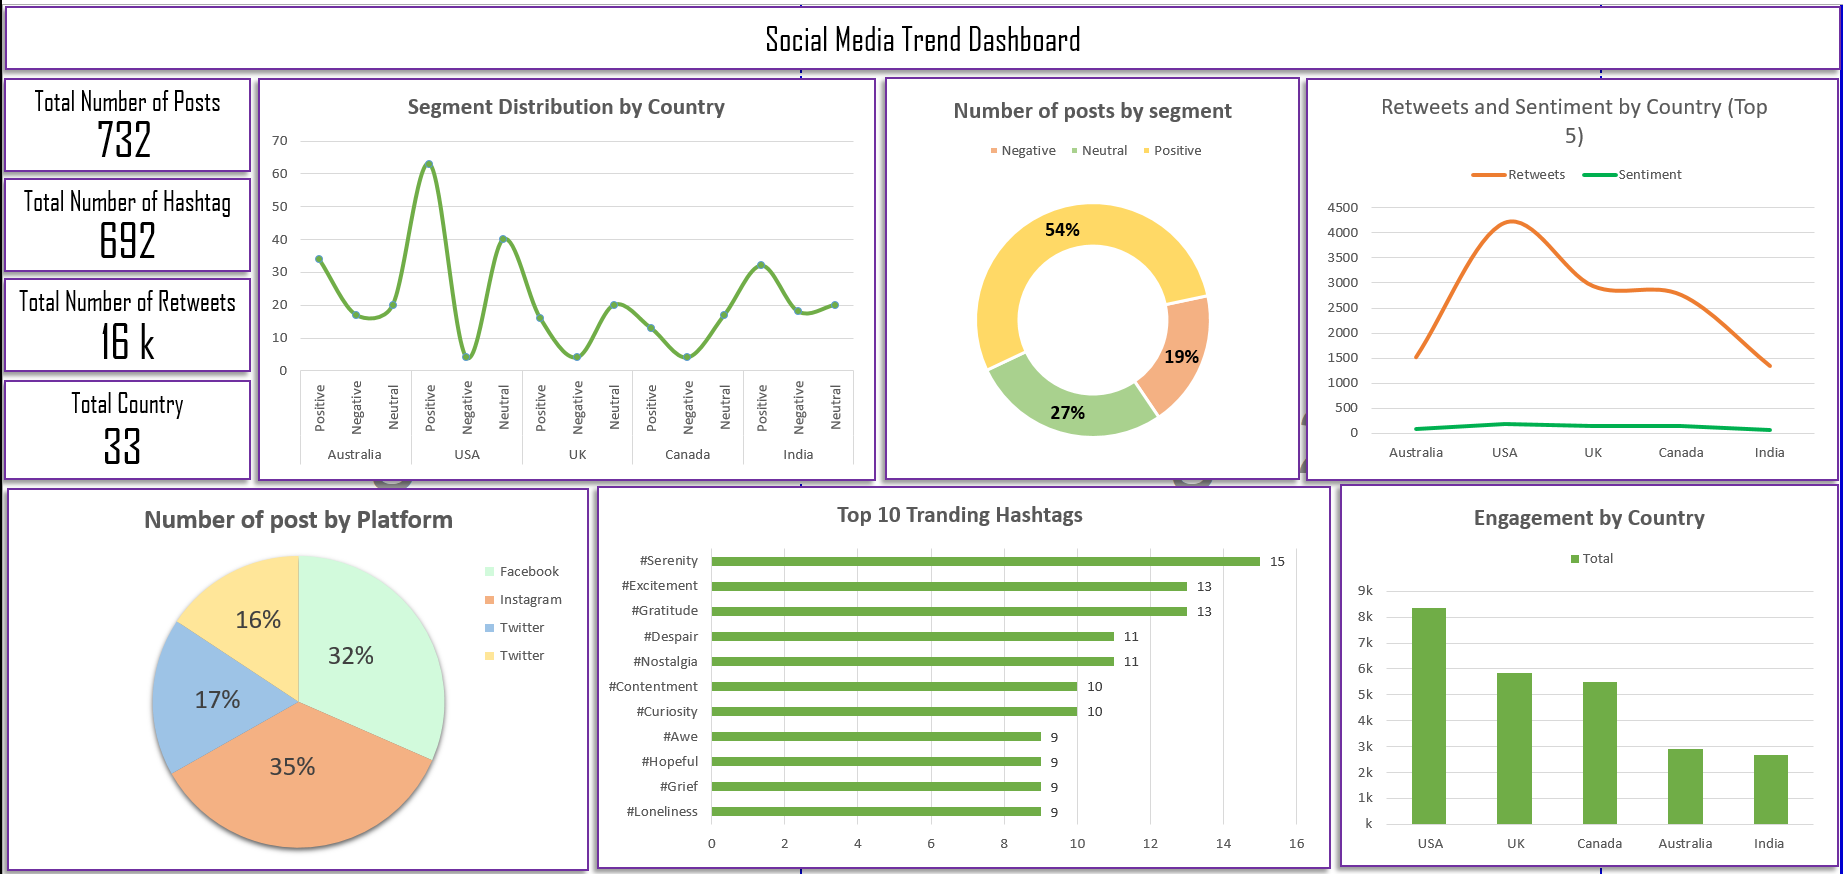 Social Media Trend Dashboard
Total Number of Posts
732
Total Number of Hashtag
692
Total Number of Retweets
16 k
Total Country
33
Segment Distribution by Country
70
60
50
40
30
20
10
0
Positive
Negative
Neutral
Positive
Negative
Neutral
Positive
Negative
Neutral
Positive
Negative
Neutral
Positive
Negative
Neutral
Australia
USA
UK
Canada
India
Number of posts by segment
Negative Neutral Positive
54%
19%
27%
Retweets and Sentiment by Country (Top
5)
Retweets Sentiment
4500
4000
3500
3000
2500
2000
1500
1000
500
0
Australia USA UK Canada India
Number of post by Platform
Facebook
Instagram
Twitter
Twitter
16%
32%
17%
35%
Top 10 Tranding Hashtags
#Serenity 15
#Excitement 13
#Gratitude 13
#Despair 11
#Nostalgia 11
#Contentment 10
#Curiosity 10
#Awe 9
#Hopeful 9
#Grief 9
#Loneliness 9
0 2 4 6 8 10 12 14 16
Engagement by Country
Total
9k
8k
7k
6k
5k
4k
3k
2k
1k
k
USA UK Canada Australia India